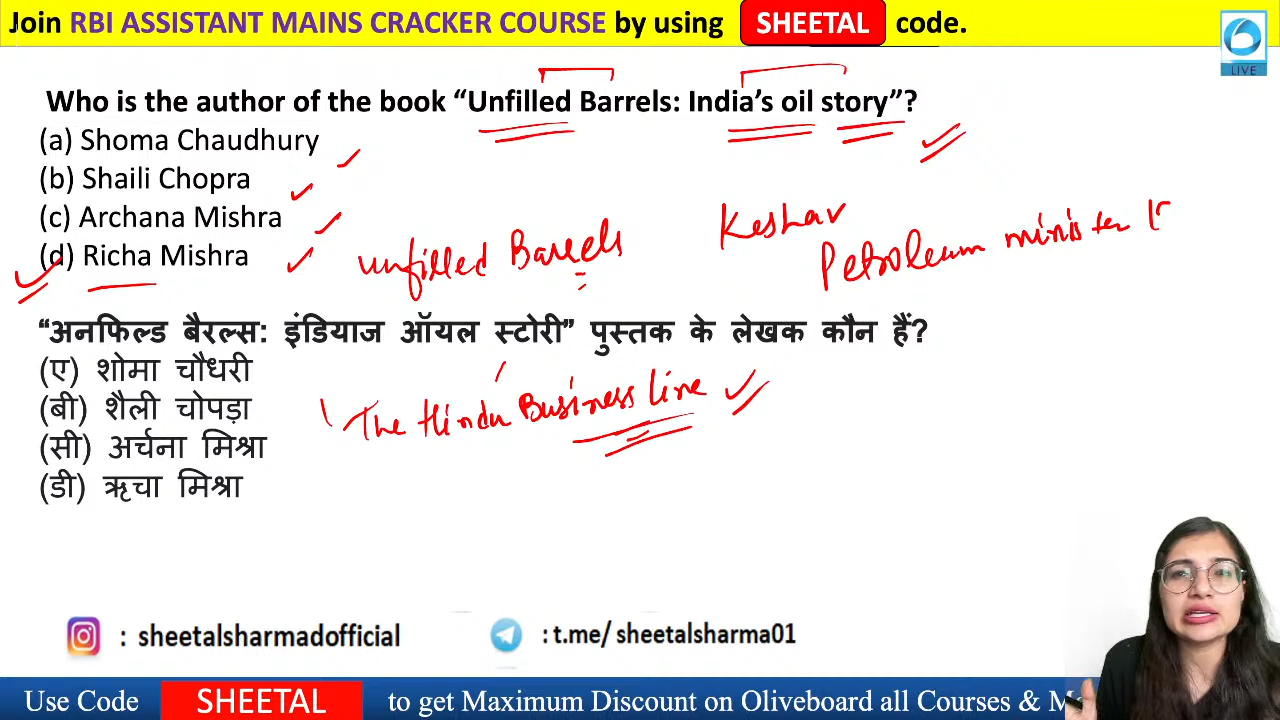 Join RBI ASSISTANT MAINS CRACKER COURSE by using SHEETAL code.
LIVE
Who is the author of the book “Unfilled Barrels: India’s oil story”?
(a) Shoma Chaudhury
(b) Shaili Chopra
(c) Archana Mishra
(d) Richa Mishra
unfilled Barrels
Keshav
Petroleum minister
“अनफिल्ड बैरल्स: इंडियाज ऑयल स्टोरी” पुस्तक के लेखक कौन हैं?
(ए) शोमा चौधरी
(बी) शैली चोपड़ा
(सी) अर्चना मिश्रा
(डी) ऋचा मिश्रा
The Hindu Business line
: sheetalsharmadofficial
: t.me/ sheetalsharma01
Use Code SHEETAL to get Maximum Discount on Oliveboard all Courses & M